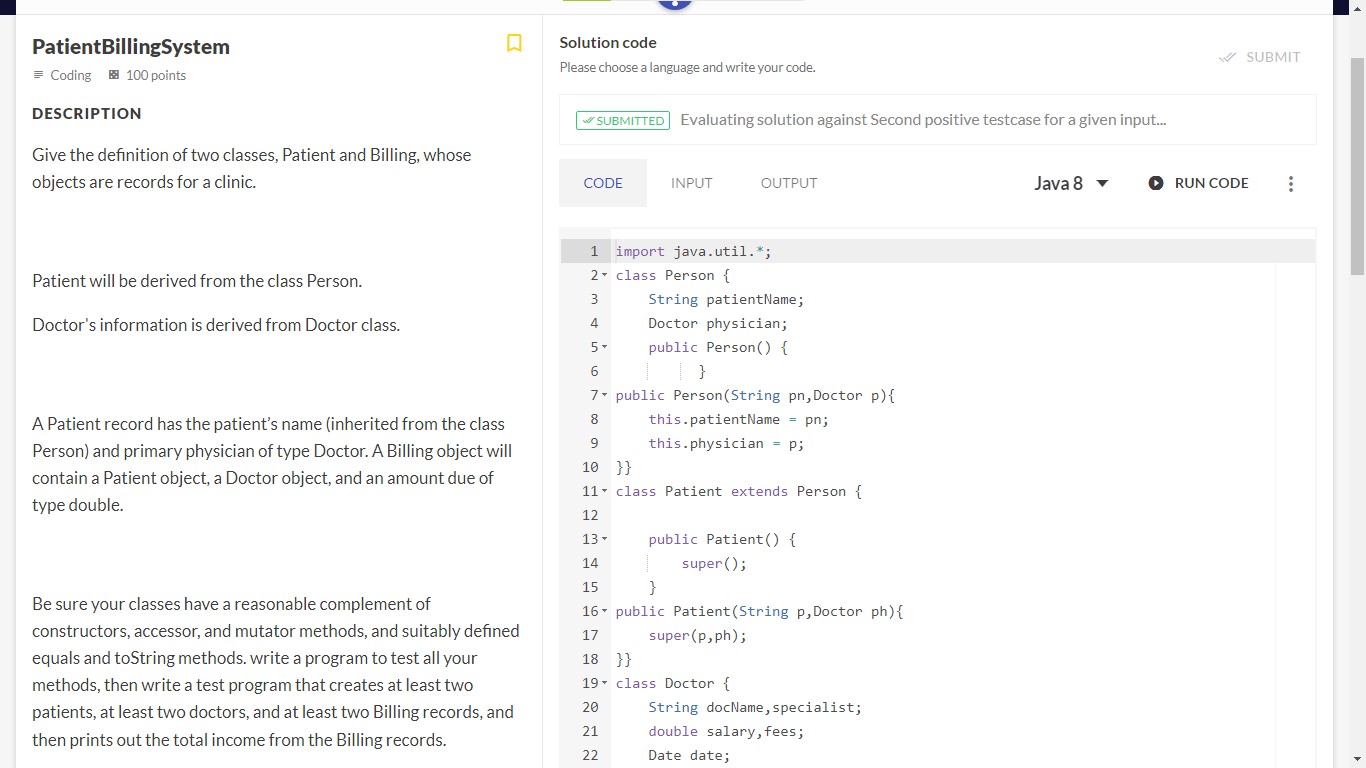 PatientBillingSystem
Coding 100 points
DESCRIPTION
Give the definition of two classes, Patient and Billing, whose
objects are records for a clinic.
Patient will be derived from the class Person.
Doctor's information is derived from Doctor class.
A Patient record has the patient’s name (inherited from the class
Person) and primary physician of type Doctor. A Billing object will
contain a Patient object, a Doctor object, and an amount due of
type double.
Be sure your classes have a reasonable complement of
constructors, accessor, and mutator methods, and suitably defined
equals and toString methods. write a program to test all your
methods, then write a test program that creates at least two
patients, at least two doctors, and at least two Billing records, and
then prints out the total income from the Billing records.
Solution code
Please choose a language and write your code.
SUBMIT
SUBMITTED Evaluating solution against Second positive testcase for a given input...
CODE INPUT OUTPUT Java 8 RUN CODE
1 import java.util.*;
2 class Person {
3 String patientName;
4 Doctor physician;
5 public Person() {
6 }
7 public Person(String pn,Doctor p){
8 this.patientName = pn;
9 this.physician = p;
10 }}
11 class Patient extends Person {
12
13 public Patient() {
14 super();
15 }
16 public Patient(String p,Doctor ph){
17 super(p,ph);
18 }}
19 class Doctor {
20 String docName,specialist;
21 double salary,fees;
22 Date date;